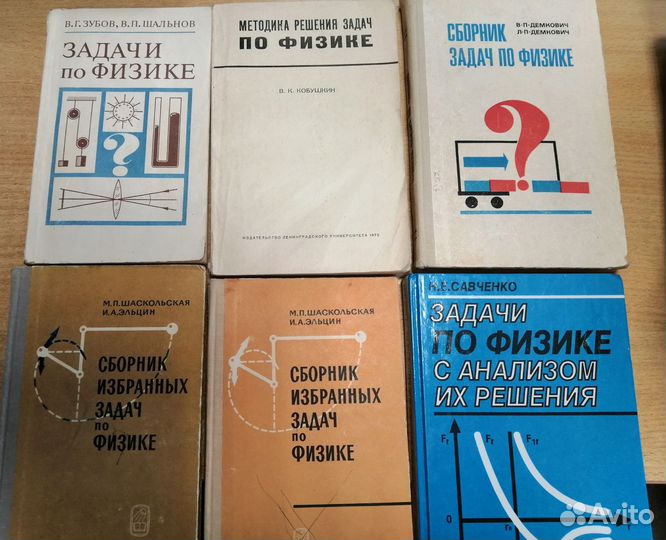 В.Г. ЗУБОВ, В.П. ШАЛЬНОВ
ЗАДАЧИ
ПО ФИЗИКЕ
?
МЕТОДИКА РЕШЕНИЯ ЗАДАЧ
ПО ФИЗИКЕ
В. К. КОБУШКИН
ИЗДАТЕЛЬСТВО ЛЕНИНГРАДСКОГО УНИВЕРСИТЕТА 1972
В·П·ДЕМКОВИЧ
Л·П·ДЕМКОВИЧ
СБОРНИК
ЗАДАЧ ПО ФИЗИКЕ
?
М.П.ШАСКОЛЬСКАЯ
И.А.ЭЛЬЦИН
СБОРНИК
ИЗБРАННЫХ
ЗАДАЧ
по
ФИЗИКЕ
М.П.ШАСКОЛЬСКАЯ
И.А.ЭЛЬЦИН
СБОРНИК
ИЗБРАННЫХ
ЗАДАЧ
по
ФИЗИКЕ
Н.Е.САВЧЕНКО
ЗАДАЧИ
ПО ФИЗИКЕ
С АНАЛИЗОМ
ИХ РЕШЕНИЯ
0
Avito